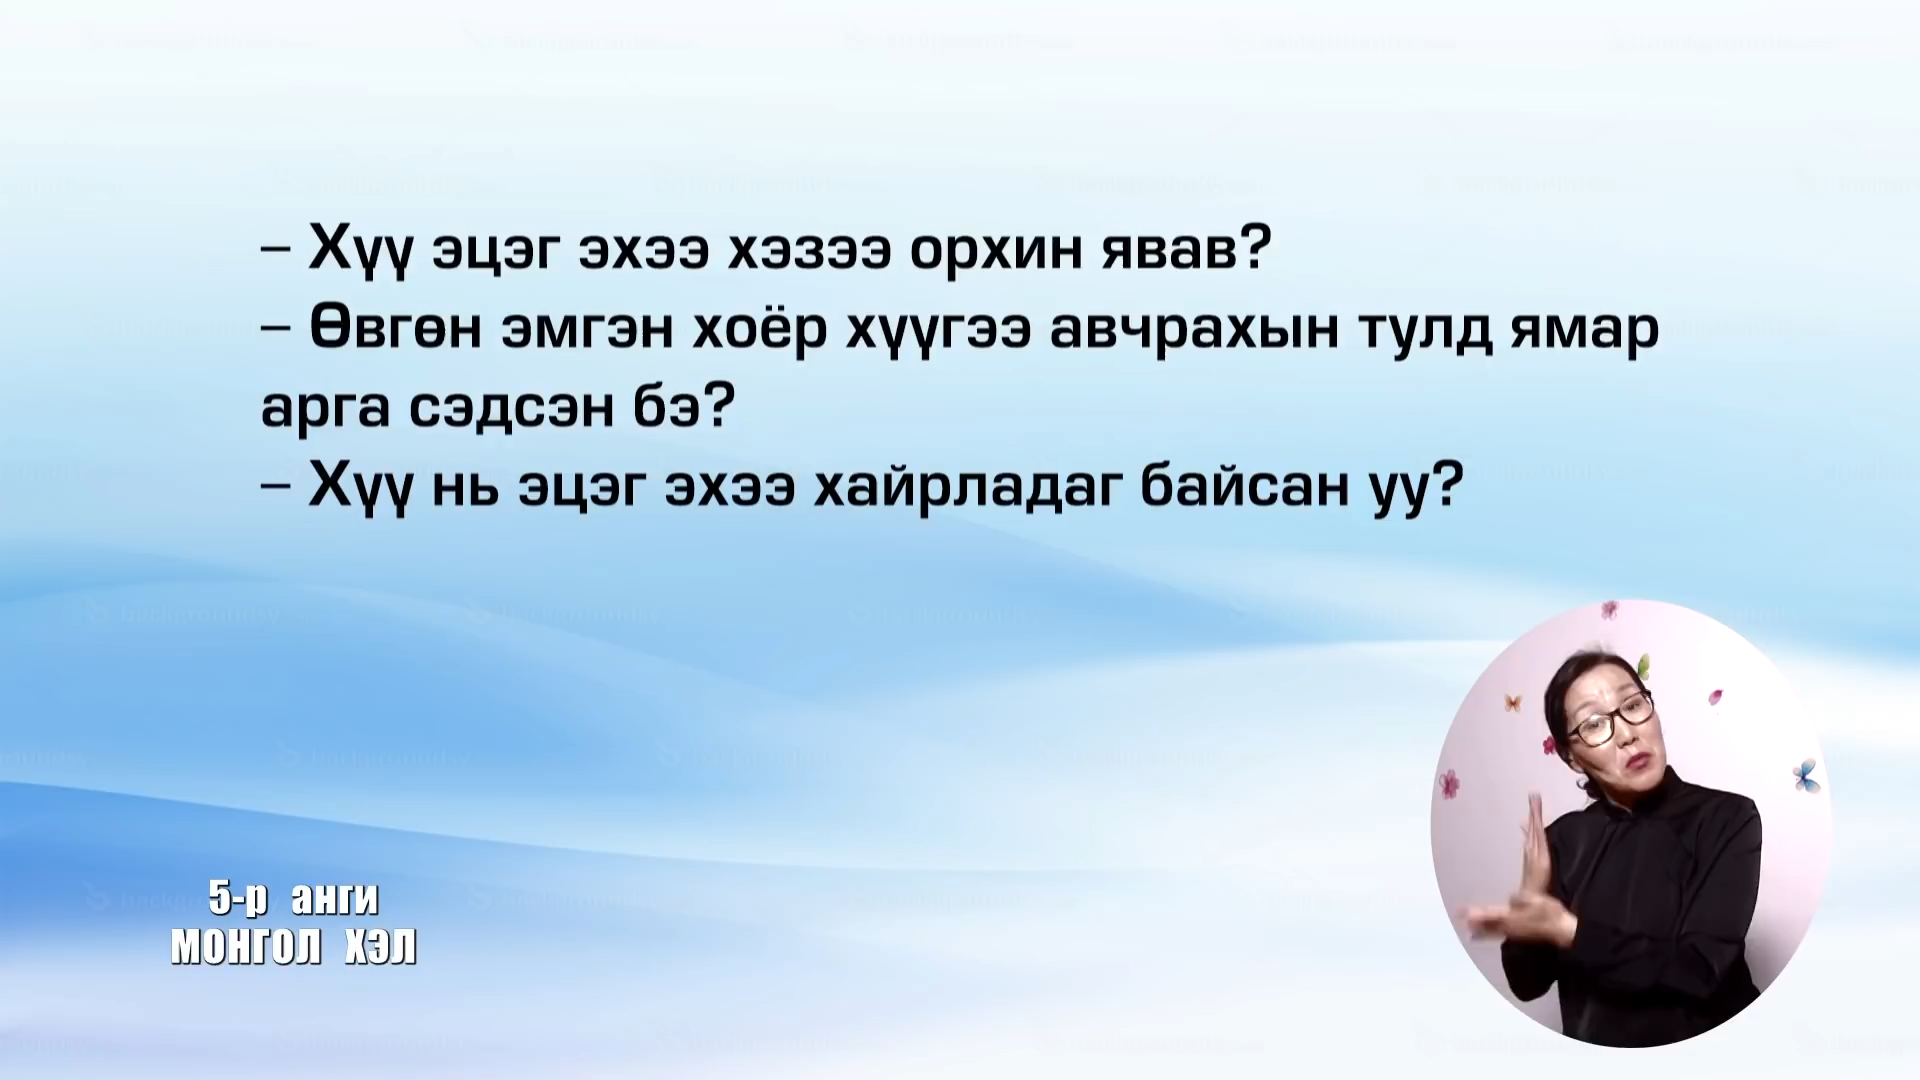 – Хүү эцэг эхээ хэзээ орхин явав?
– Өвгөн эмгэн хоёр хүүгээ авчрахын тулд ямар
арга сэдсэн бэ?
– Хүү нь эцэг эхээ хайрладаг байсан уу?
5-р анги
МОНГОЛ ХЭЛ